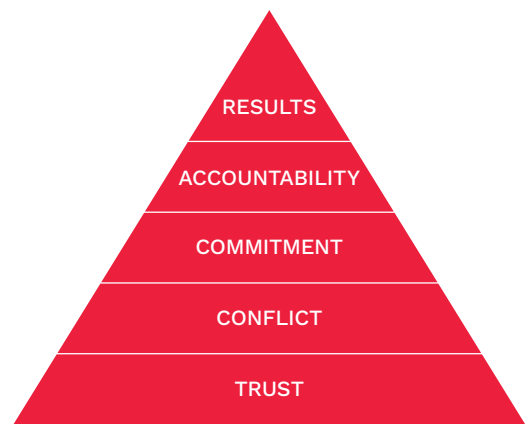 RESULTS
ACCOUNTABILITY
COMMITMENT
CONFLICT
TRUST